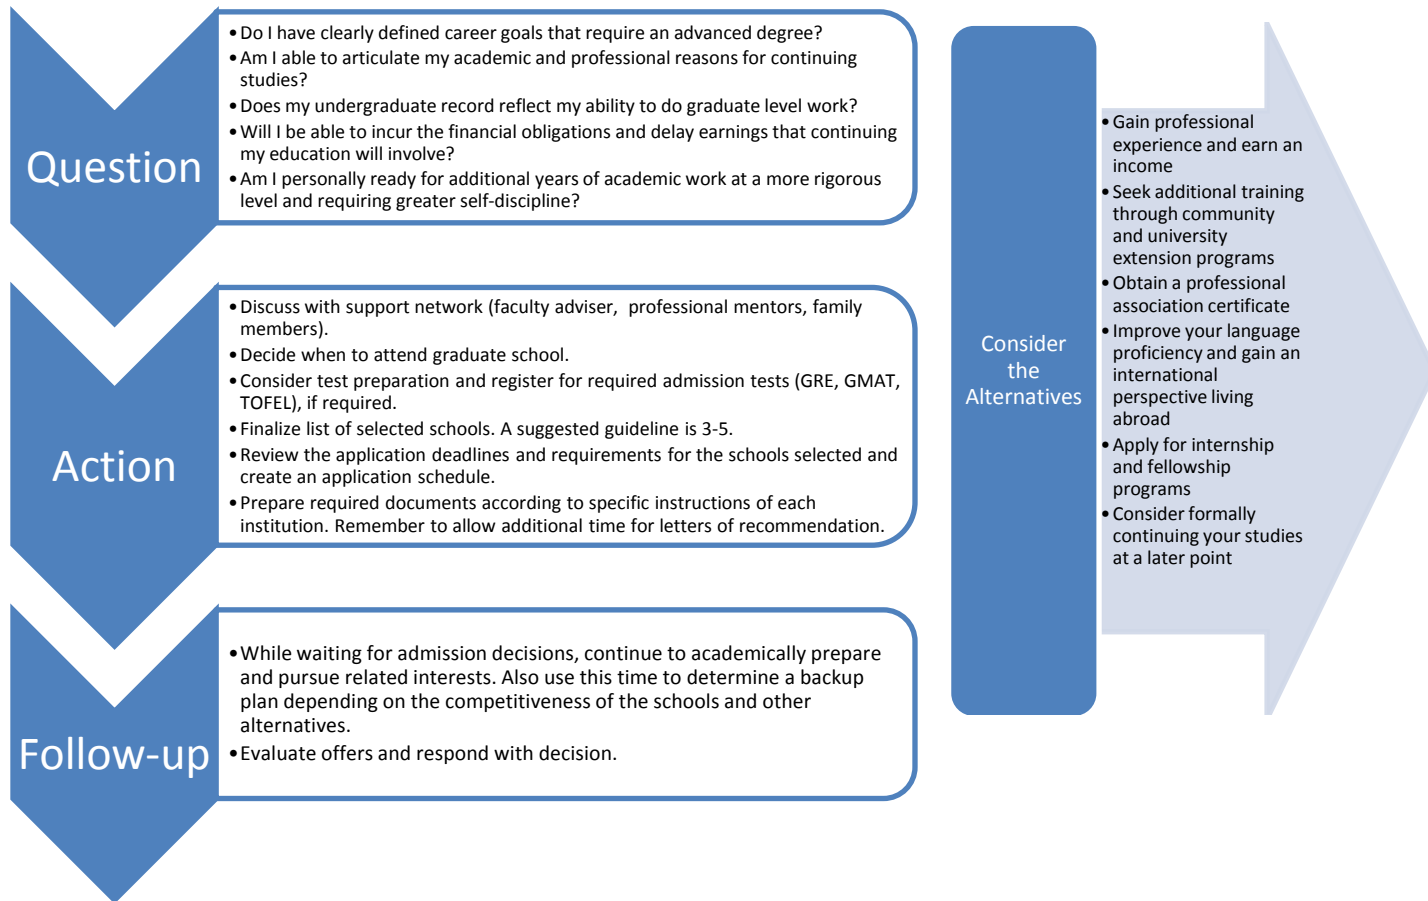 Question
• Do I have clearly defined career goals that require an advanced degree?
• Am I able to articulate my academic and professional reasons for continuing
studies?
• Does my undergraduate record reflect my ability to do graduate level work?
• Will I be able to incur the financial obligations and delay earnings that continuing
my education will involve?
• Am I personally ready for additional years of academic work at a more rigorous
level and requiring greater self-discipline?
Action
• Discuss with support network (faculty adviser, professional mentors, family
members).
• Decide when to attend graduate school.
• Consider test preparation and register for required admission tests (GRE, GMAT,
TOFEL), if required.
• Finalize list of selected schools. A suggested guideline is 3-5.
• Review the application deadlines and requirements for the schools selected and
create an application schedule.
• Prepare required documents according to specific instructions of each
institution. Remember to allow additional time for letters of recommendation.
Follow-up
• While waiting for admission decisions, continue to academically prepare
and pursue related interests. Also use this time to determine a backup
plan depending on the competitiveness of the schools and other
alternatives.
• Evaluate offers and respond with decision.
Consider
the
Alternatives
• Gain professional
experience and earn an
income
• Seek additional training
through community
and university
extension programs
• Obtain a professional
association certificate
• Improve your language
proficiency and gain an
international
perspective living
abroad
• Apply for internship
and fellowship
programs
• Consider formally
continuing your studies
at a later point